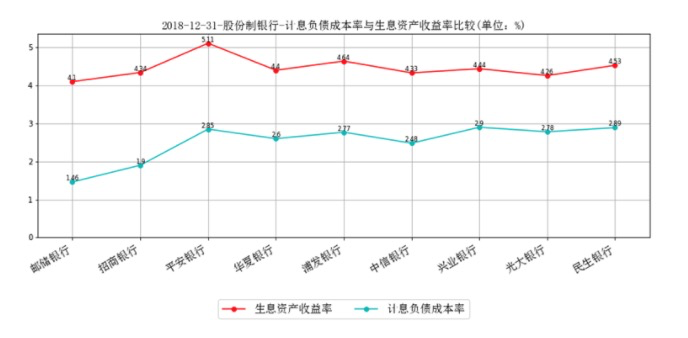 2018-12-31-股份制银行-计息负债成本率与生息资产收益率比较(单位：%)
5
4
3
2
1
0
4.1
4.34
5.11
4.4
4.64
4.33
4.44
4.26
4.53
1.46
1.9
2.85
2.6
2.77
2.48
2.9
2.78
2.89
邮储银行
招商银行
平安银行
华夏银行
浦发银行
中信银行
兴业银行
光大银行
民生银行
生息资产收益率
计息负债成本率